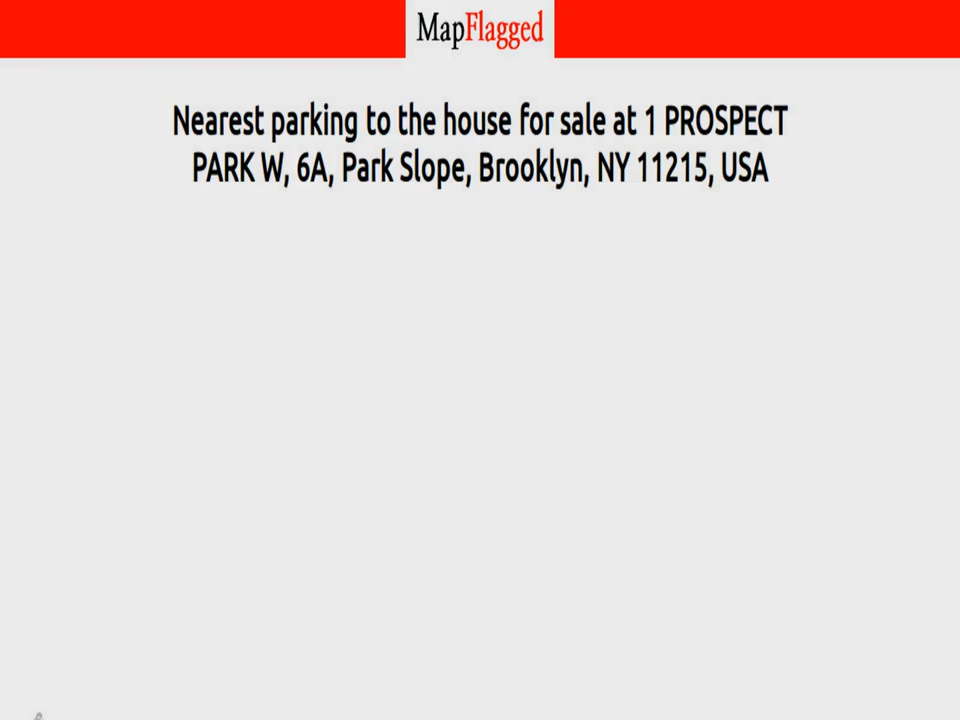 MapFlagged
Nearest parking to the house for sale at 1 PROSPECT
PARK W, 6A, Park Slope, Brooklyn, NY 11215, USA